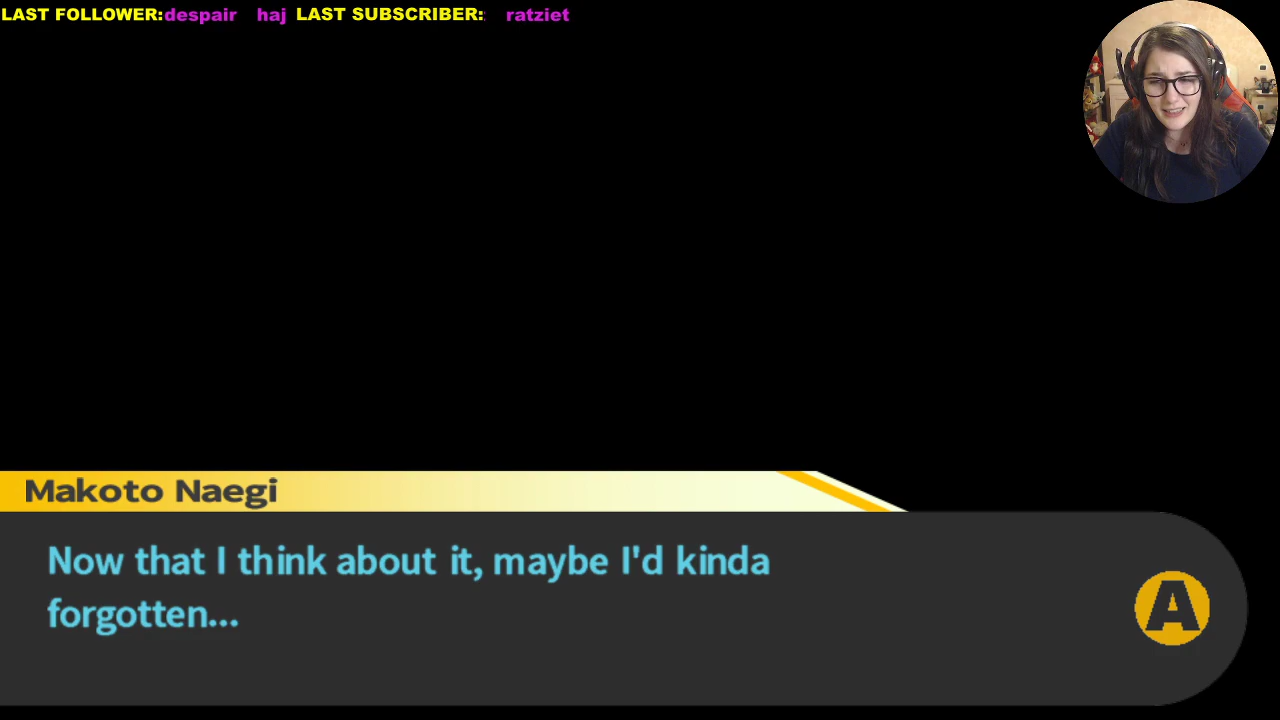 LAST FOLLOWER:despair haj LAST SUBSCRIBER: ratziet
Makoto Naegi
Now that I think about it, maybe I'd kinda
forgotten...
A